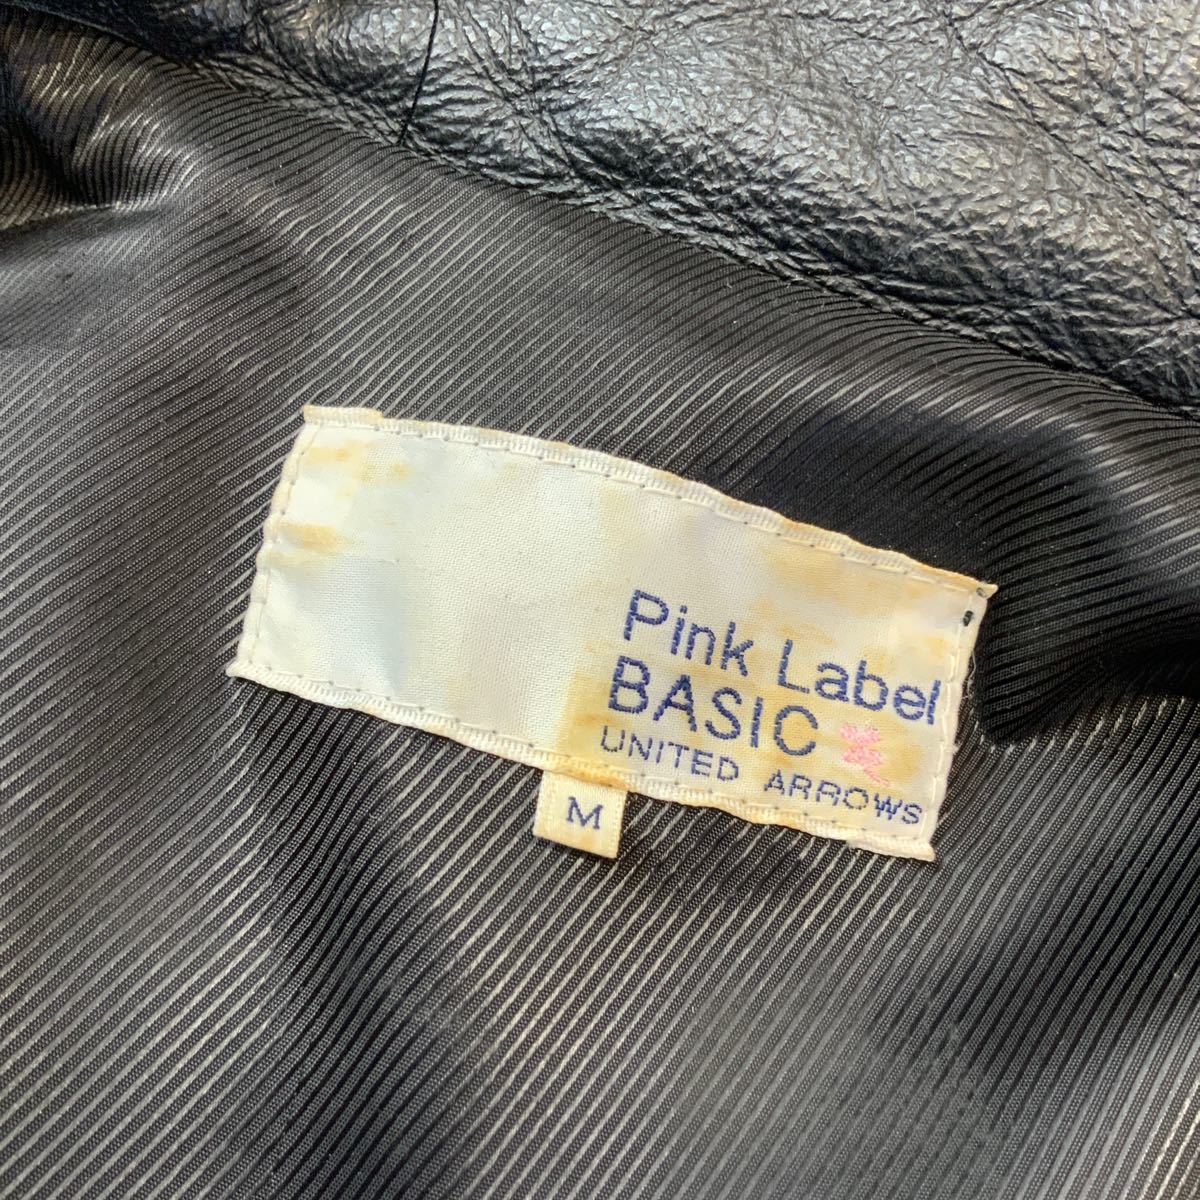 Pink Label
BASIC
UNITED ARROWS
M